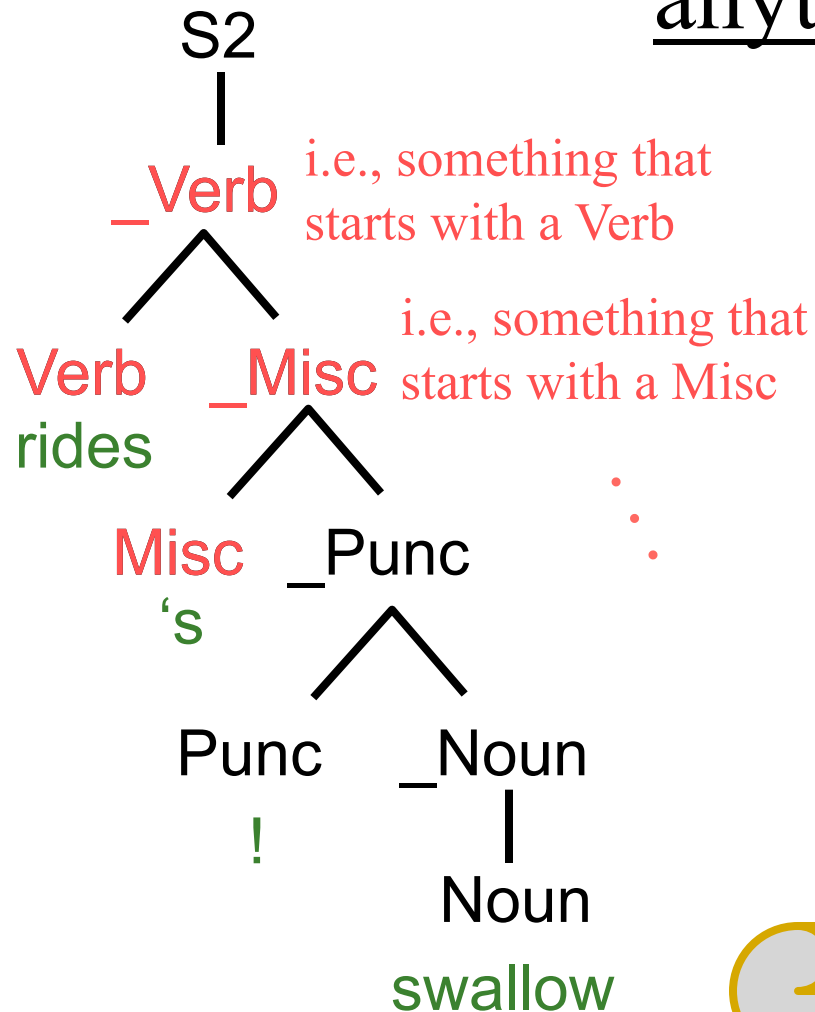 S2
_Verb
i.e., something that
starts with a Verb
Verb
_Misc
i.e., something that
starts with a Misc
rides
Misc
_Punc
‘s
Punc
_Noun
!
Noun
swallow